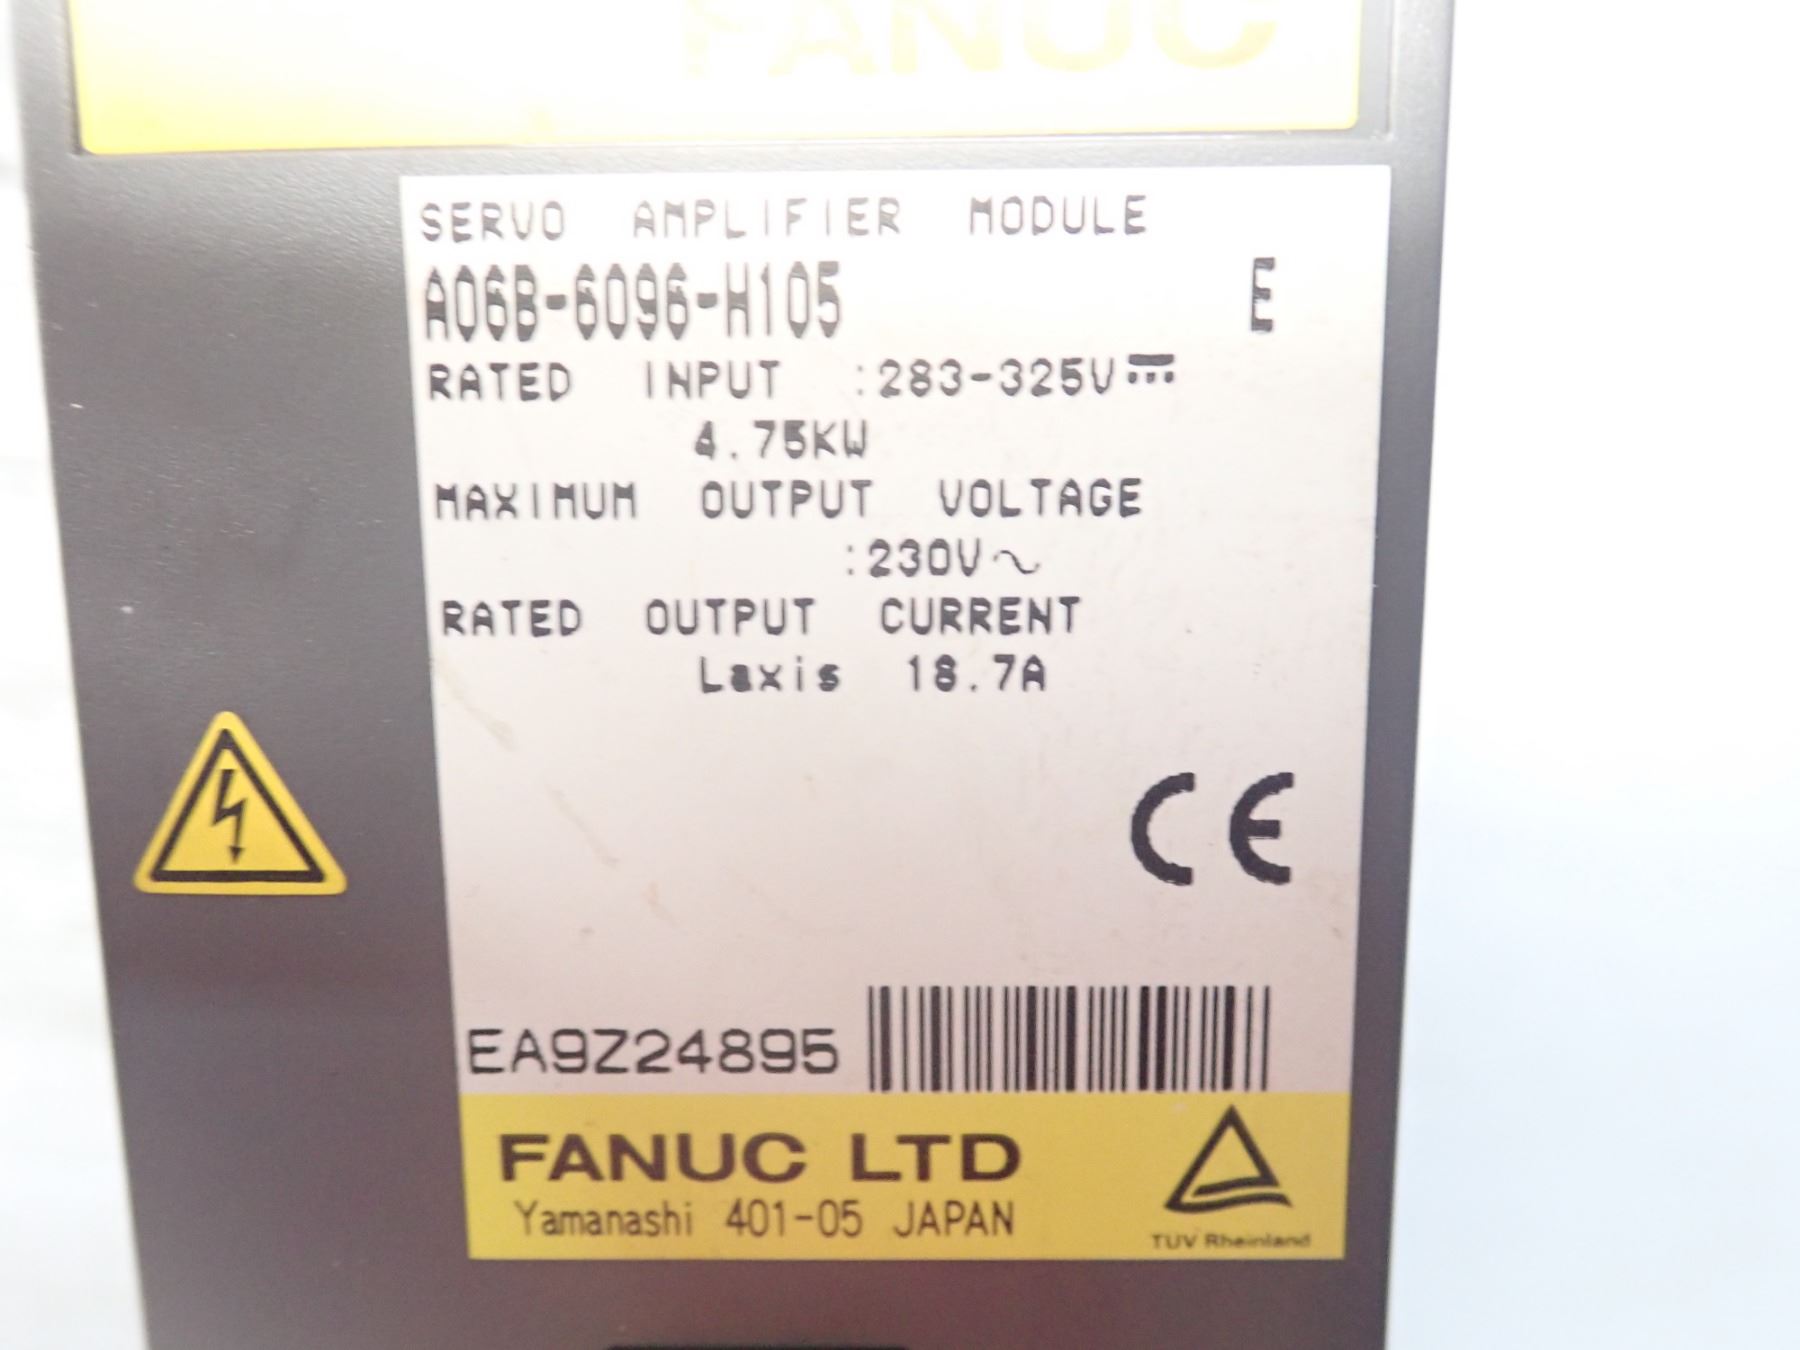 FANUC
SERVO AMPLIFIER MODULE
A06B-6096-H105 E
RATED INPUT :283-325V⎓
4.75KW
MAXIMUM OUTPUT VOLTAGE
:230V~
RATED OUTPUT CURRENT
Laxis 18.7A
CE
EA9Z24895
FANUC LTD
Yamanashi 401-05 JAPAN
TUV Rheinland